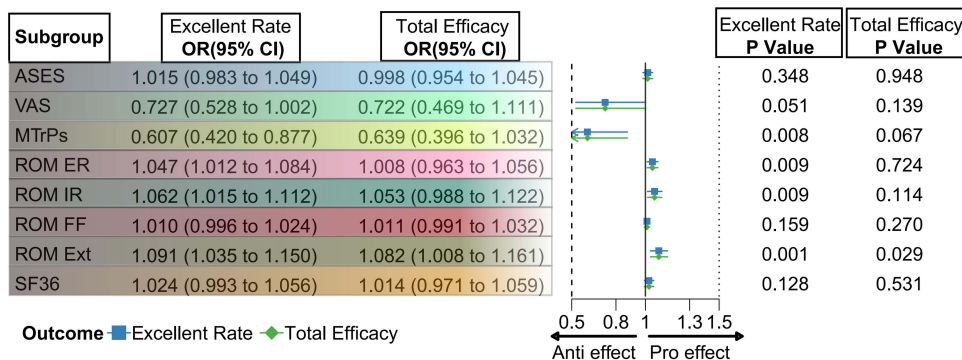 Subgroup Excellent Rate OR(95% CI) Total Efficacy OR(95% CI) Excellent Rate P Value Total Efficacy P Value
ASES 1.015 (0.983 to 1.049) 0.998 (0.954 to 1.045) 0.348 0.948
VAS 0.727 (0.528 to 1.002) 0.722 (0.469 to 1.111) 0.051 0.139
MTrPs 0.607 (0.420 to 0.877) 0.639 (0.396 to 1.032) 0.008 0.067
ROM ER 1.047 (1.012 to 1.084) 1.008 (0.963 to 1.056) 0.009 0.724
ROM IR 1.062 (1.015 to 1.112) 1.053 (0.988 to 1.122) 0.009 0.114
ROM FF 1.010 (0.996 to 1.024) 1.011 (0.991 to 1.032) 0.159 0.270
ROM Ext 1.091 (1.035 to 1.150) 1.082 (1.008 to 1.161) 0.001 0.029
SF36 1.024 (0.993 to 1.056) 1.014 (0.971 to 1.059) 0.128 0.531
0.5 0.8 1 1.3 1.5
Outcome Excellent Rate Total Efficacy
Anti effect Pro effect